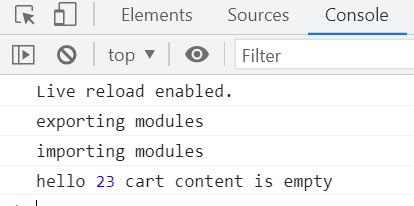 Elements Sources Console
top ▼ Filter
Live reload enabled.
exporting modules
importing modules
hello 23 cart content is empty